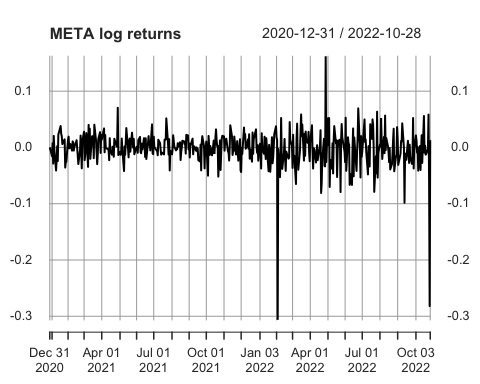 META log returns 2020-12-31 / 2022-10-28
0.1 0.1
0.0 0.0
-0.1 -0.1
-0.2 -0.2
-0.3 -0.3
Dec 31 Apr 01 Jul 01 Oct 01 Jan 03 Apr 01 Jul 01 Oct 03
2020 2021 2021 2021 2022 2022 2022 2022